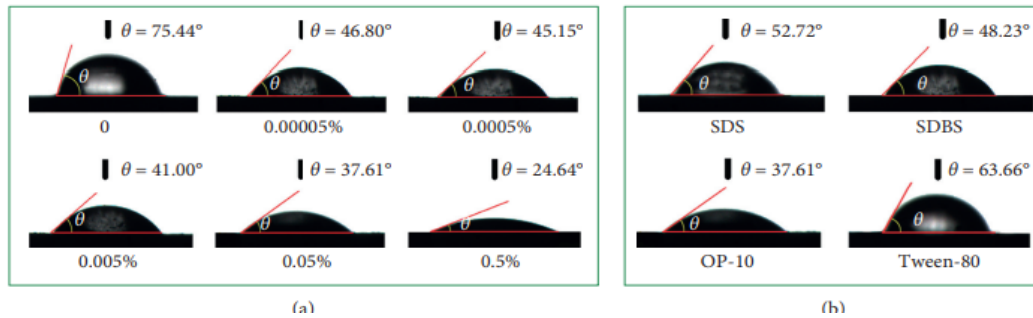 θ = 75.44°
θ = 46.80°
θ = 45.15°
θ
θ
θ
0
0.00005%
0.0005%
θ = 41.00°
θ = 37.61°
θ = 24.64°
θ
θ
θ
0.005%
0.05%
0.5%
(a)
θ = 52.72°
θ = 48.23°
θ
θ
SDS
SDBS
θ = 37.61°
θ = 63.66°
θ
θ
OP-10
Tween-80
(b)